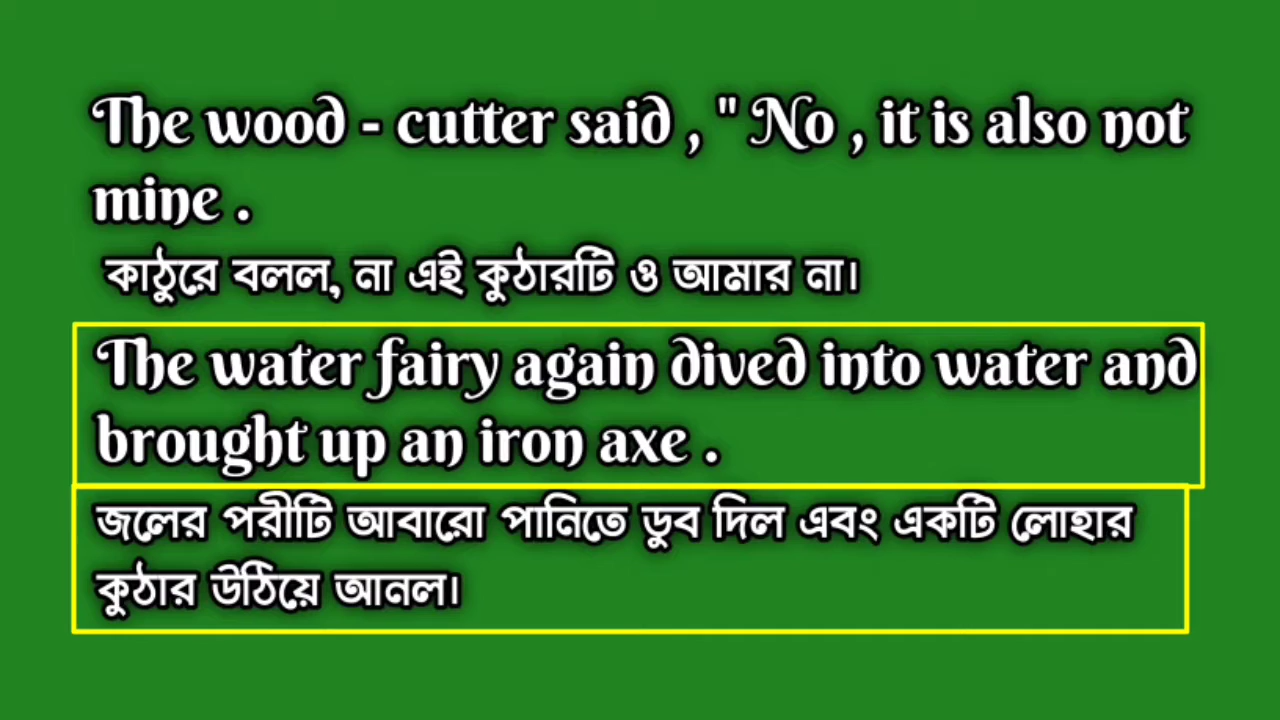 The wood - cutter said , " No , it is also not
mine .
কাঠুরে বলল, না এই কুঠারটি ও আমার না।
The water fairy again dived into water and
brought up an iron axe .
জলের পরীটি আবারো পানিতে ডুব দিল এবং একটি লোহার
কুঠার উঠিয়ে আনল।